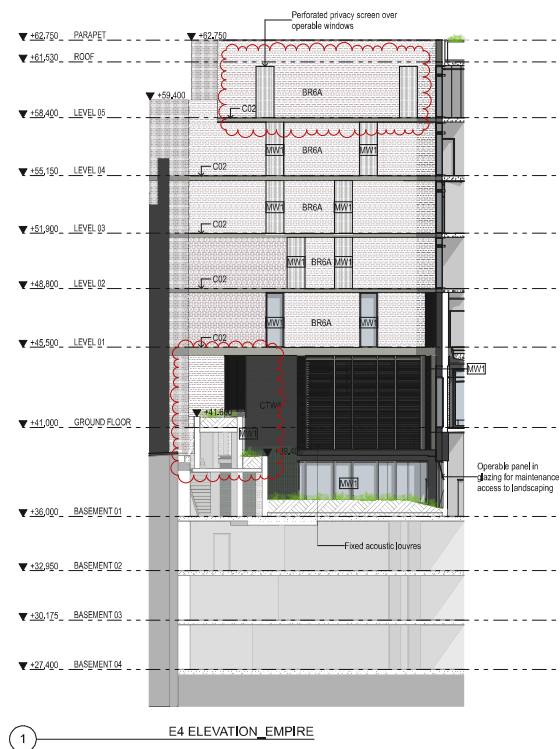 Perforated privacy screen over
operable windows
+62,750 PARAPET
+62,750
+61,530 ROOF
BR6A
+59,400
C02
+58,400 LEVEL 05
MW1
BR6A
MW1
C02
+55,150 LEVEL 04
MW1
BR6A
MW1
C02
+51,900 LEVEL 03
MW1
BR6A
MW1
C02
+48,800 LEVEL 02
MW1
BR6A
MW1
C02
+45,500 LEVEL 01
MW1
+41,000 GROUND FLOOR
MW1
Operable panel in
glazing for maintenance
access to landscaping
MW1
+36,000 BASEMENT 01
Fixed acoustic louvres
+32,950 BASEMENT 02
+30,175 BASEMENT 03
+27,400 BASEMENT 04
1
E4 ELEVATION_EMPIRE